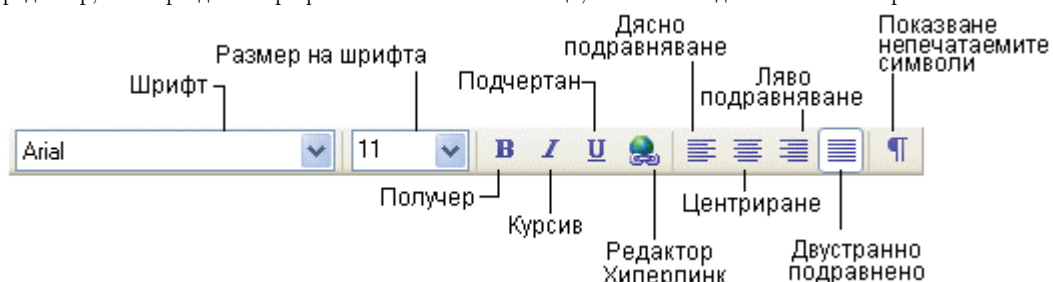 Дясно
подравняване
Показване
непечатаемите
символи
Размер на шрифта
Подчертан
Ляво
подравняване
Шрифт
Arial
11
B
I
U
¶
Получер
Курсив
Центриране
Редактор
Хиперлинк
Двустранно
подравнено